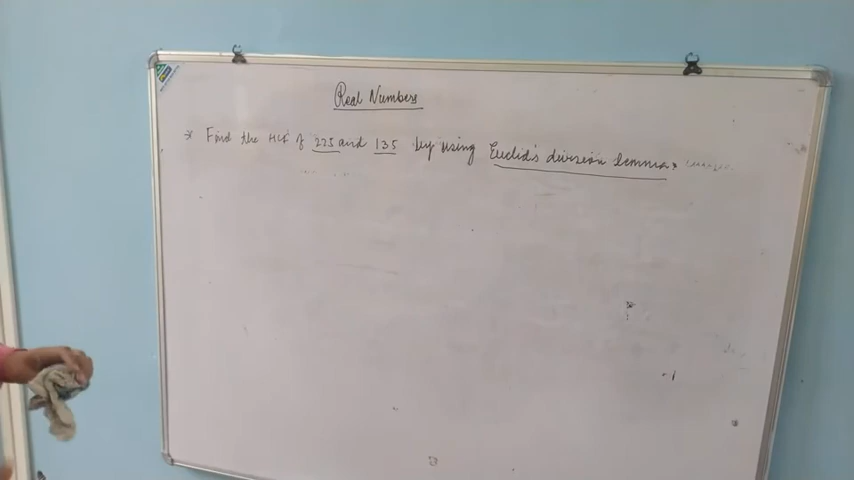 Real Numbers
* Find the HCF of 225 and 135 by using Euclid's division lemma.